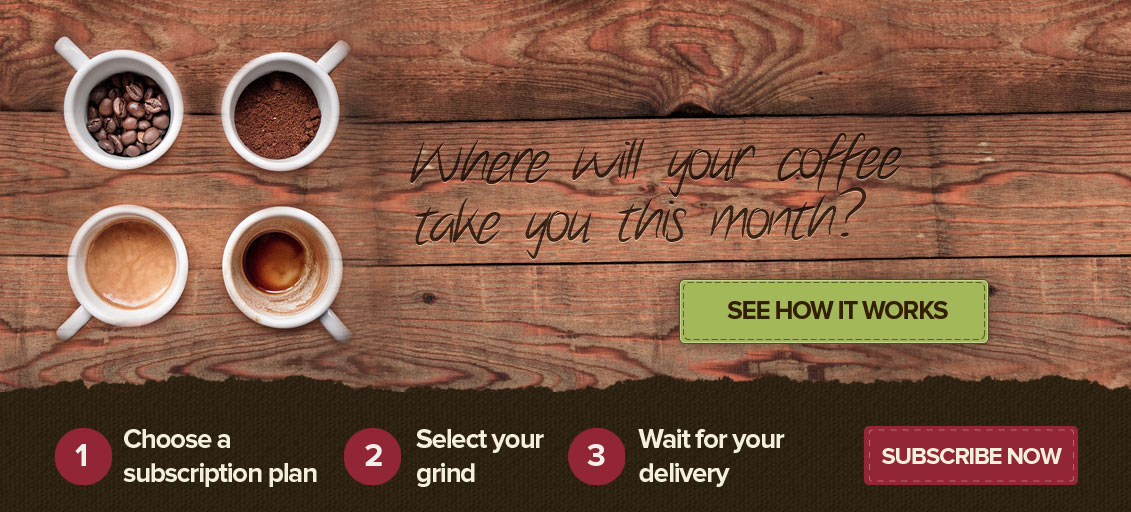 Where will your coffee
take you this month?
SEE HOW IT WORKS
1
Choose a
subscription plan
2
Select your
grind
3
Wait for your
delivery
SUBSCRIBE NOW